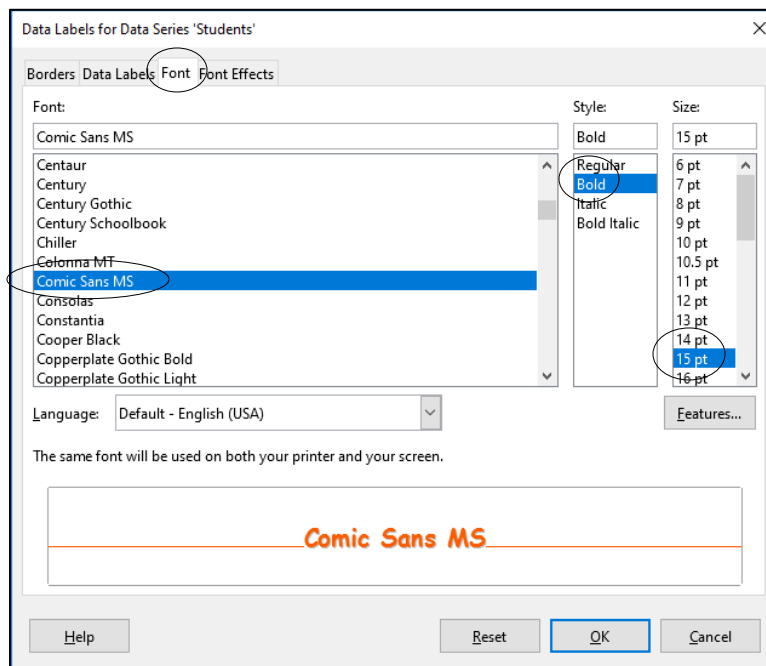 Data Labels for Data Series 'Students'
Borders Data Labels Font Font Effects
Font: Style: Size:
Comic Sans MS Bold 15 pt
Centaur Regular 6 pt
Century Bold 7 pt
Century Gothic Italic 8 pt
Century Schoolbook Bold Italic 9 pt
Chiller 10 pt
Colonna MT 10.5 pt
Comic Sans MS 11 pt
Consolas 12 pt
Constantia 13 pt
Cooper Black 14 pt
Copperplate Gothic Bold 15 pt
Copperplate Gothic Light 16 pt
Language: Default - English (USA) Features...
The same font will be used on both your printer and your screen.
Comic Sans MS
Help Reset OK Cancel